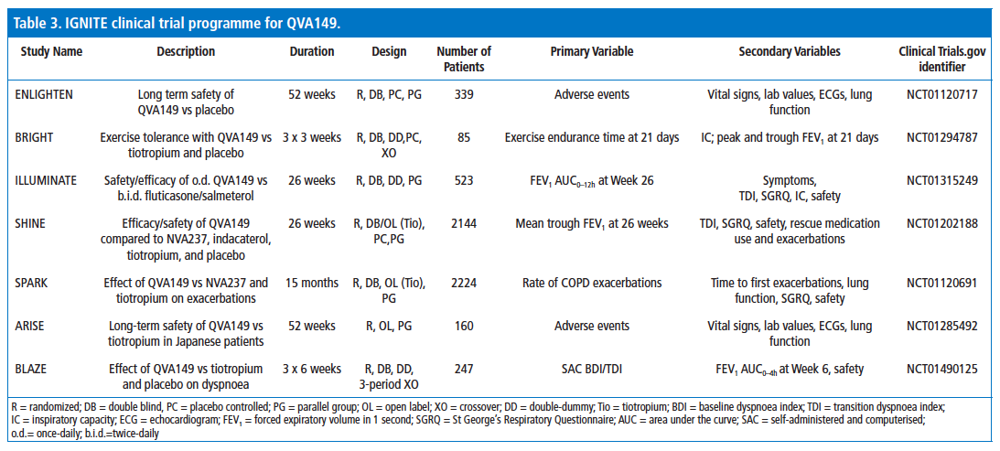 Table 3. IGNITE clinical trial programme for QVA149.
Study Name Description Duration Design Number of Patients Primary Variable Secondary Variables Clinical Trials.gov identifier
ENLIGHTEN Long term safety of QVA149 vs placebo 52 weeks R, DB, PC, PG 339 Adverse events Vital signs, lab values, ECGs, lung function NCT01120717
BRIGHT Exercise tolerance with QVA149 vs tiotropium and placebo 3 x 3 weeks R, DB, DD,PC, XO 85 Exercise endurance time at 21 days IC; peak and trough FEV₁ at 21 days NCT01294787
ILLUMINATE Safety/efficacy of o.d. QVA149 vs b.i.d. fluticasone/salmeterol 26 weeks R, DB, DD, PG 523 FEV₁ AUC₀₋₁₂ₕ at Week 26 Symptoms, TDI, SGRQ, IC, safety NCT01315249
SHINE Efficacy/safety of QVA149 compared to NVA237, indacaterol, tiotropium, and placebo 26 weeks R, DB/OL (Tio), PC,PG 2144 Mean trough FEV₁ at 26 weeks TDI, SGRQ, safety, rescue medication use and exacerbations NCT01202188
SPARK Effect of QVA149 vs NVA237 and tiotropium on exacerbations 15 months R, DB, OL (Tio), PG 2224 Rate of COPD exacerbations Time to first exacerbations, lung function, SGRQ, safety NCT01120691
ARISE Long-term safety of QVA149 vs tiotropium in Japanese patients 52 weeks R, OL, PG 160 Adverse events Vital signs, lab values, ECGs, lung function NCT01285492
BLAZE Effect of QVA149 vs tiotropium and placebo on dyspnoea 3 x 6 weeks R, DB, DD, 3-period XO 247 SAC BDI/TDI FEV₁ AUC₀₋₄ₕ at Week 6, safety NCT01490125
R = randomized; DB = double blind, PC = placebo controlled; PG = parallel group; OL = open label; XO = crossover; DD = double-dummy; Tio = tiotropium; BDI = baseline dyspnoea index; TDI = transition dyspnoea index;
IC = inspiratory capacity; ECG = echocardiogram; FEV₁ = forced expiratory volume in 1 second; SGRQ = St George's Respiratory Questionnaire; AUC = area under the curve; SAC = self-administered and computerised;
o.d.= once-daily; b.i.d.=twice-daily